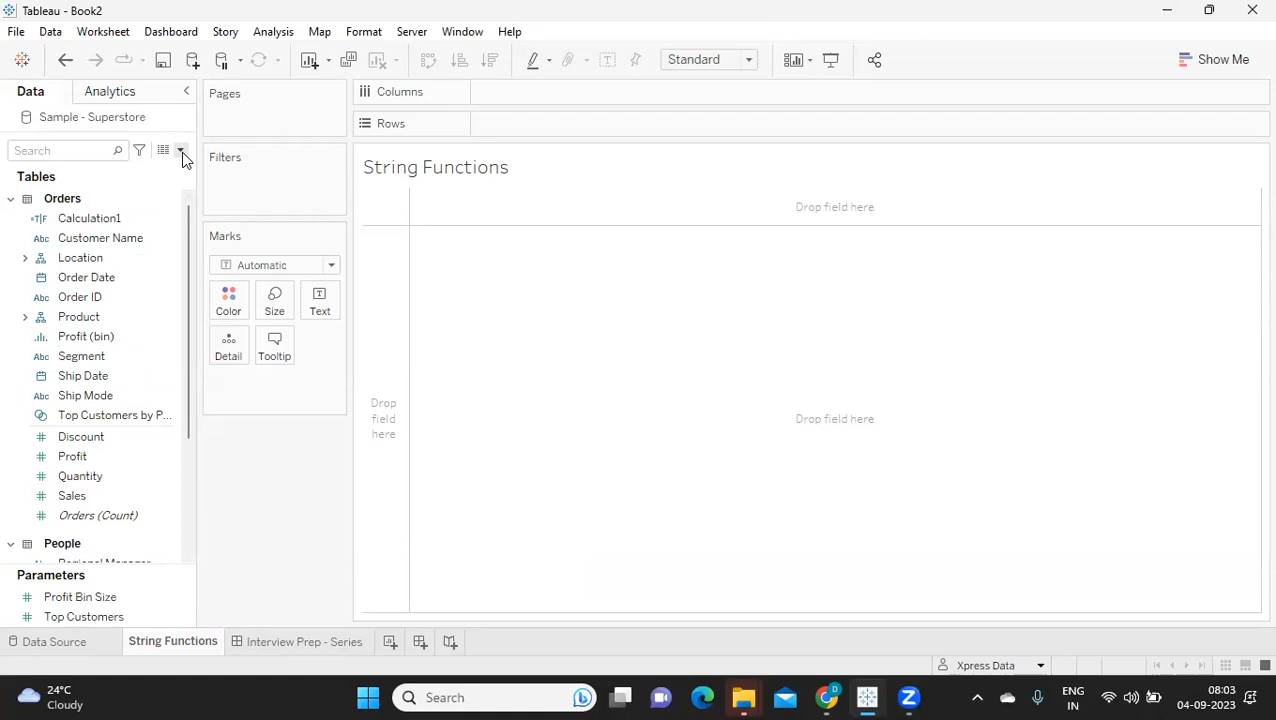 Tableau - Book2
File Data Worksheet Dashboard Story Analysis Map Format Server Window Help
Standard
Show Me
Data Analytics
Sample - Superstore
Search
Tables
Orders
=T|F Calculation1
Abc Customer Name
Location
Order Date
Abc Order ID
Product
Profit (bin)
Abc Segment
Ship Date
Abc Ship Mode
Top Customers by P...
# Discount
# Profit
# Quantity
# Sales
# Orders (Count)
People
Parameters
# Profit Bin Size
# Top Customers
Pages
Filters
Marks
Automatic
Color Size Text
Detail Tooltip
Columns
Rows
String Functions
Drop field here
Drop
field
here
Drop field here
Data Source String Functions Interview Prep - Series
Xpress Data
24°C
Cloudy
Search
ENG
IN
08:03
04-09-2023